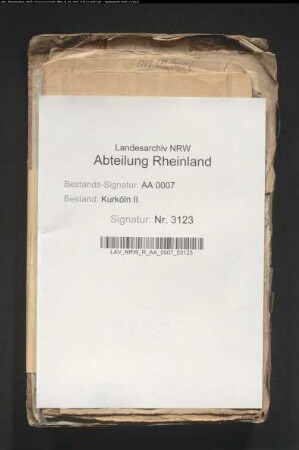 Landesarchiv NRW
Abteilung Rheinland
Bestands-Signatur: AA 0007
Bestand: Kurköln II
Signatur: Nr. 3123
LAV_NRW_R_AA_0007_03123